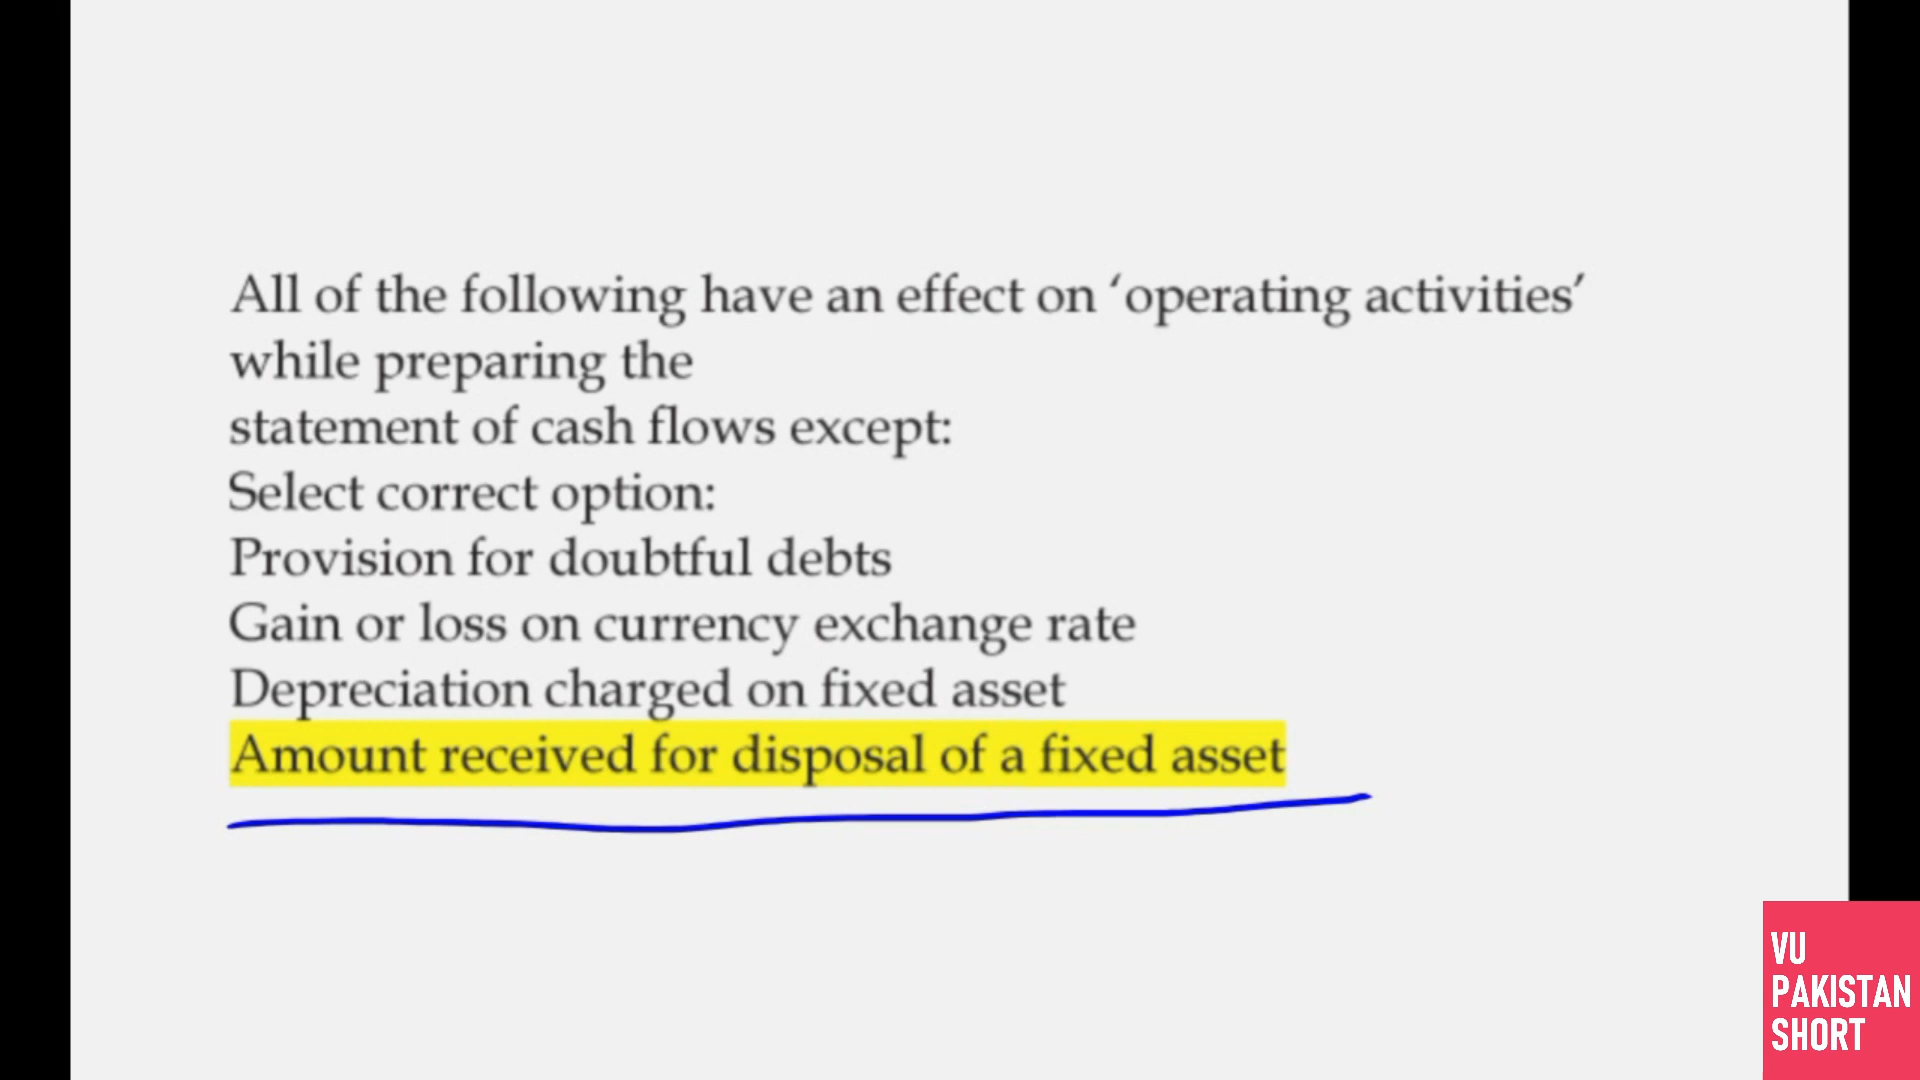 All of the following have an effect on ‘operating activities’
while preparing the
statement of cash flows except:
Select correct option:
Provision for doubtful debts
Gain or loss on currency exchange rate
Depreciation charged on fixed asset
Amount received for disposal of a fixed asset
VU
PAKISTAN
SHORT